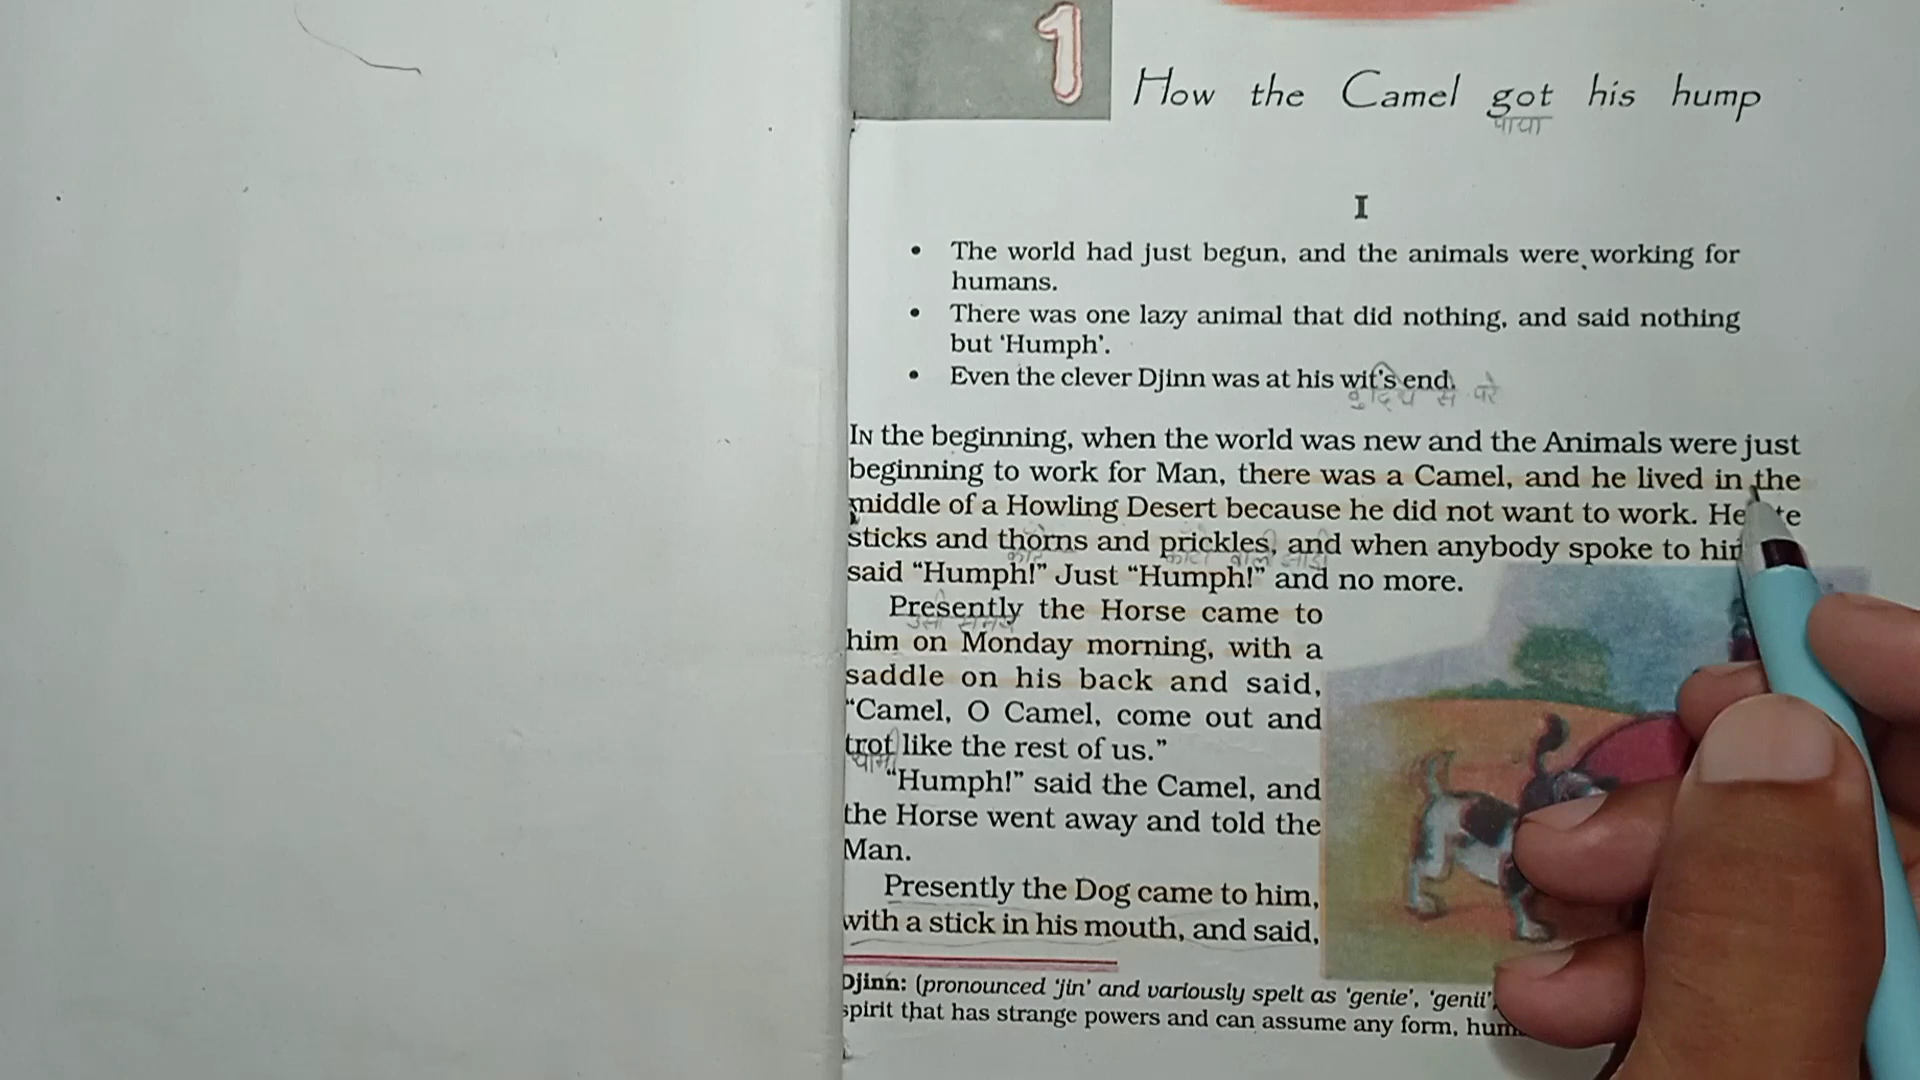 1
How the Camel got his hump
पाया
I
• The world had just begun, and the animals were working for
humans.
• There was one lazy animal that did nothing, and said nothing
but ‘Humph’.
• Even the clever Djinn was at his wit’s end.
से परे
IN the beginning, when the world was new and the Animals were just
beginning to work for Man, there was a Camel, and he lived in the
middle of a Howling Desert because he did not want to work. He
sticks and thorns and prickles, and when anybody spoke to
said “Humph!” Just “Humph!” and no more.
Presently the Horse came to
उसी समय
him on Monday morning, with a
saddle on his back and said,
“Camel, O Camel, come out and
trot like the rest of us.”
“Humph!” said the Camel, and
the Horse went away and told the
Man.
Presently the Dog came to him,
with a stick in his mouth, and said,
Djinn: (pronounced ‘jin’ and variously spelt as ‘genie’, ‘genii’,
spirit that has strange powers and can assume any form,